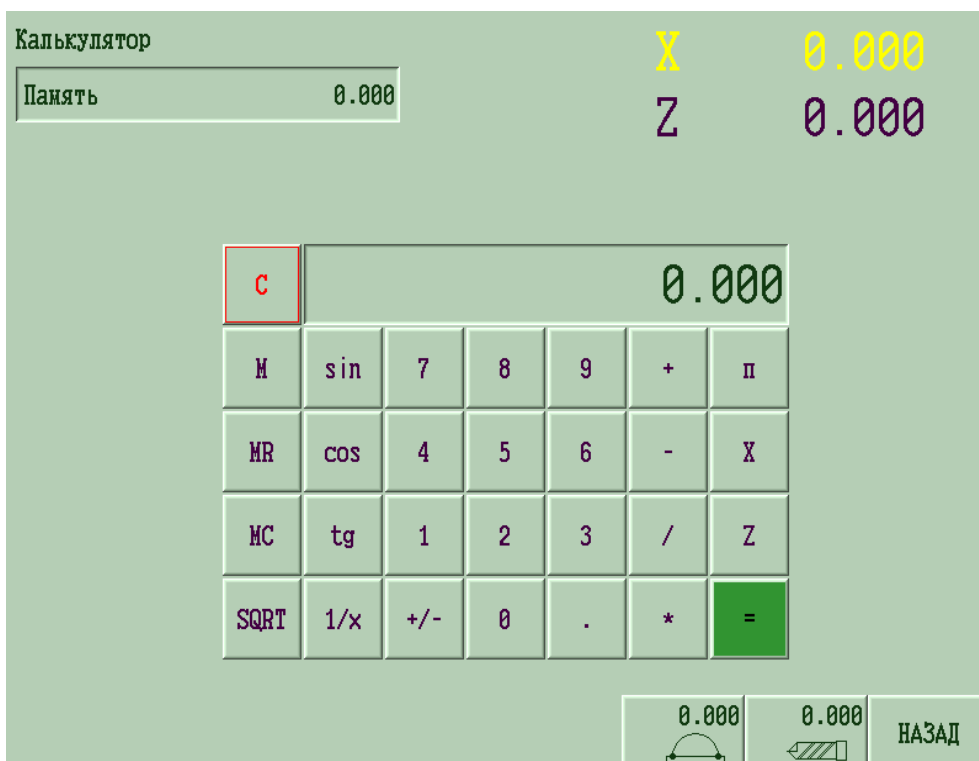 Калькулятор
Память 0.000
X 0.000
Z 0.000
C 0.000
M sin 7 8 9 + п
MR cos 4 5 6 - X
MC tg 1 2 3 / Z
SQRT 1/x +/- 0 . * =
0.000 0.000 НАЗАД